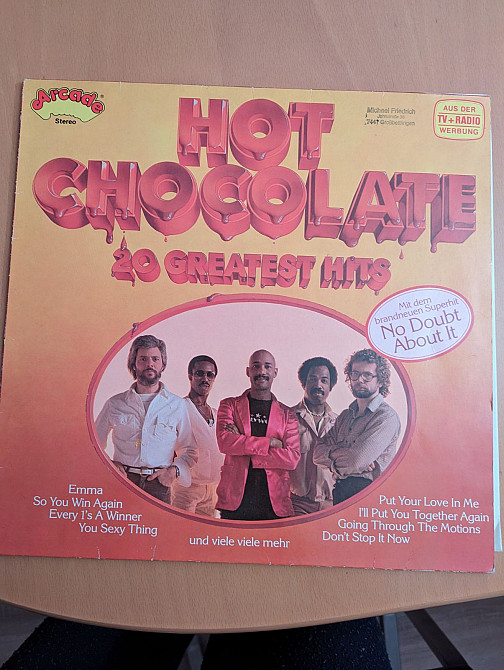 Arcade
Stereo
Michael Friedrich
AUS DER
TV + RADIO
WERBUNG
HOT
CHOCOLATE
20 GREATEST HITS
Mit dem
brandneuen Superhit
No Doubt
About It
Emma
So You Win Again
Every 1's A Winner
You Sexy Thing
und viele viele mehr
Put Your Love In Me
I'll Put You Together Again
Going Through The Motions
Don't Stop It Now